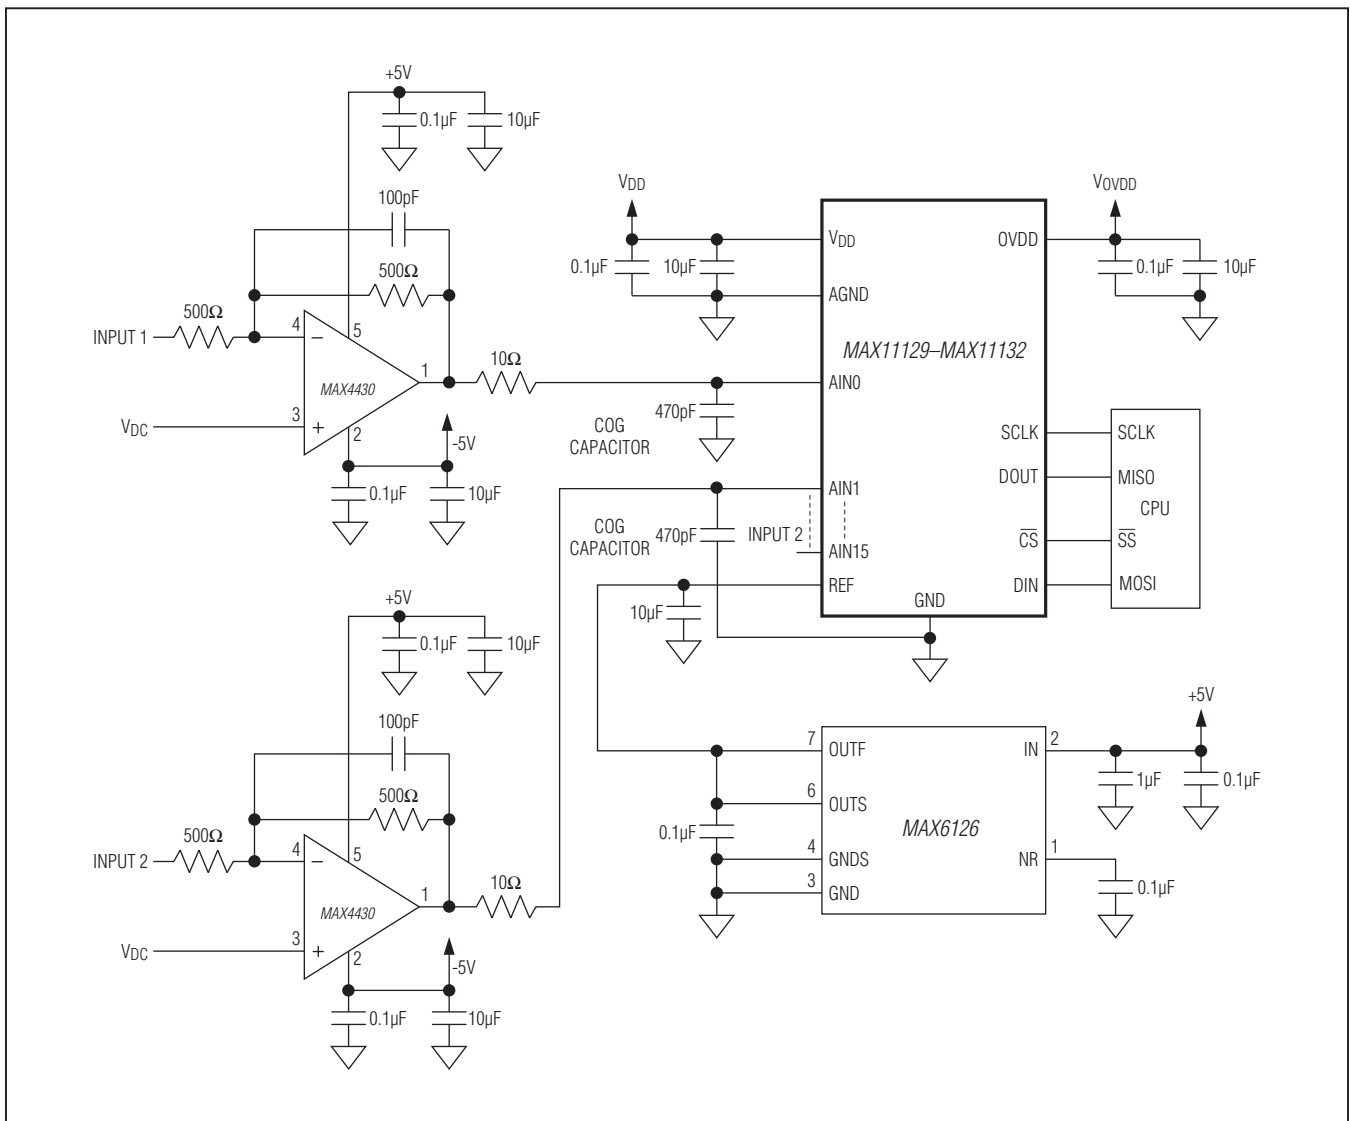 +5V
0.1µF
10µF
100pF
500Ω
500Ω
INPUT 1
4
5
−
MAX4430
1
10Ω
VDC
3
+
2
-5V
0.1µF
10µF
COG
CAPACITOR
470pF
VDD
0.1µF
10µF
VDD
AGND
MAX11129–MAX11132
AIN0
AIN1
INPUT 2
AIN15
REF
GND
OVDD
SCLK
DOUT
CS
DIN
VOVDD
0.1µF
10µF
SCLK
MISO
CPU
SS
MOSI
COG
CAPACITOR
470pF
10µF
+5V
0.1µF
10µF
100pF
500Ω
500Ω
INPUT 2
4
5
−
MAX4430
1
10Ω
VDC
3
+
2
-5V
0.1µF
10µF
7
OUTF
6
OUTS
0.1µF
4
GNDS
3
GND
MAX6126
IN
2
NR
1
+5V
1µF
0.1µF
0.1µF